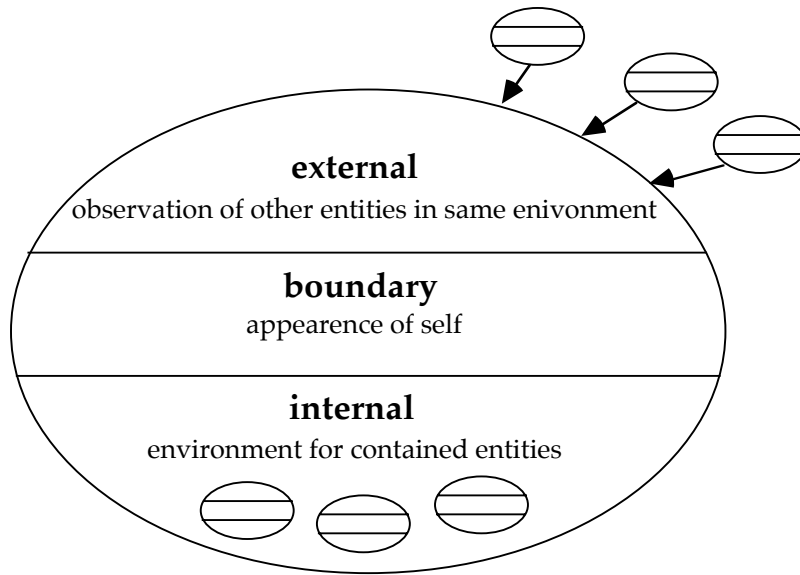 external
observation of other entities in same enivonment
boundary
appearence of self
internal
environment for contained entities